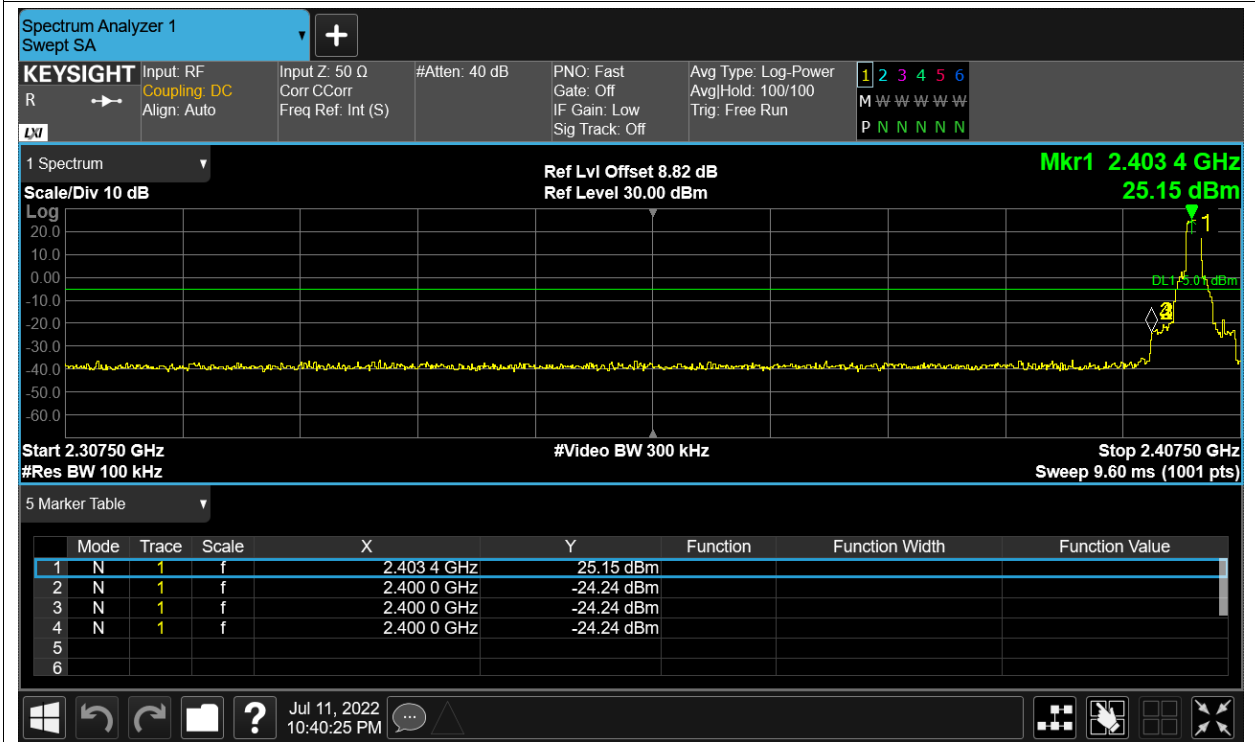 Spectrum Analyzer 1
Swept SA
+
KEYSIGHT
R
LXI
Input: RF
Coupling: DC
Align: Auto
Input Z: 50 Ω
Corr CCorr
Freq Ref: Int (S)
#Atten: 40 dB
PNO: Fast
Gate: Off
IF Gain: Low
Sig Track: Off
Avg Type: Log-Power
Avg|Hold: 100/100
Trig: Free Run
1 2 3 4 5 6
M W W W W W
P N N N N N
1 Spectrum
Scale/Div 10 dB
Ref Lvl Offset 8.82 dB
Ref Level 30.00 dBm
Mkr1 2.403 4 GHz
25.15 dBm
Log
20.0
10.0
0.00
-10.0
-20.0
-30.0
-40.0
-50.0
-60.0
1
DL1 -5.01 dBm
Start 2.30750 GHz
#Video BW 300 kHz
Stop 2.40750 GHz
#Res BW 100 kHz
Sweep 9.60 ms (1001 pts)
5 Marker Table
Mode Trace Scale X Y Function Function Width Function Value
1 N 1 f 2.403 4 GHz 25.15 dBm
2 N 1 f 2.400 0 GHz -24.24 dBm
3 N 1 f 2.400 0 GHz -24.24 dBm
4 N 1 f 2.400 0 GHz -24.24 dBm
5
6
?
Jul 11, 2022
10:40:25 PM